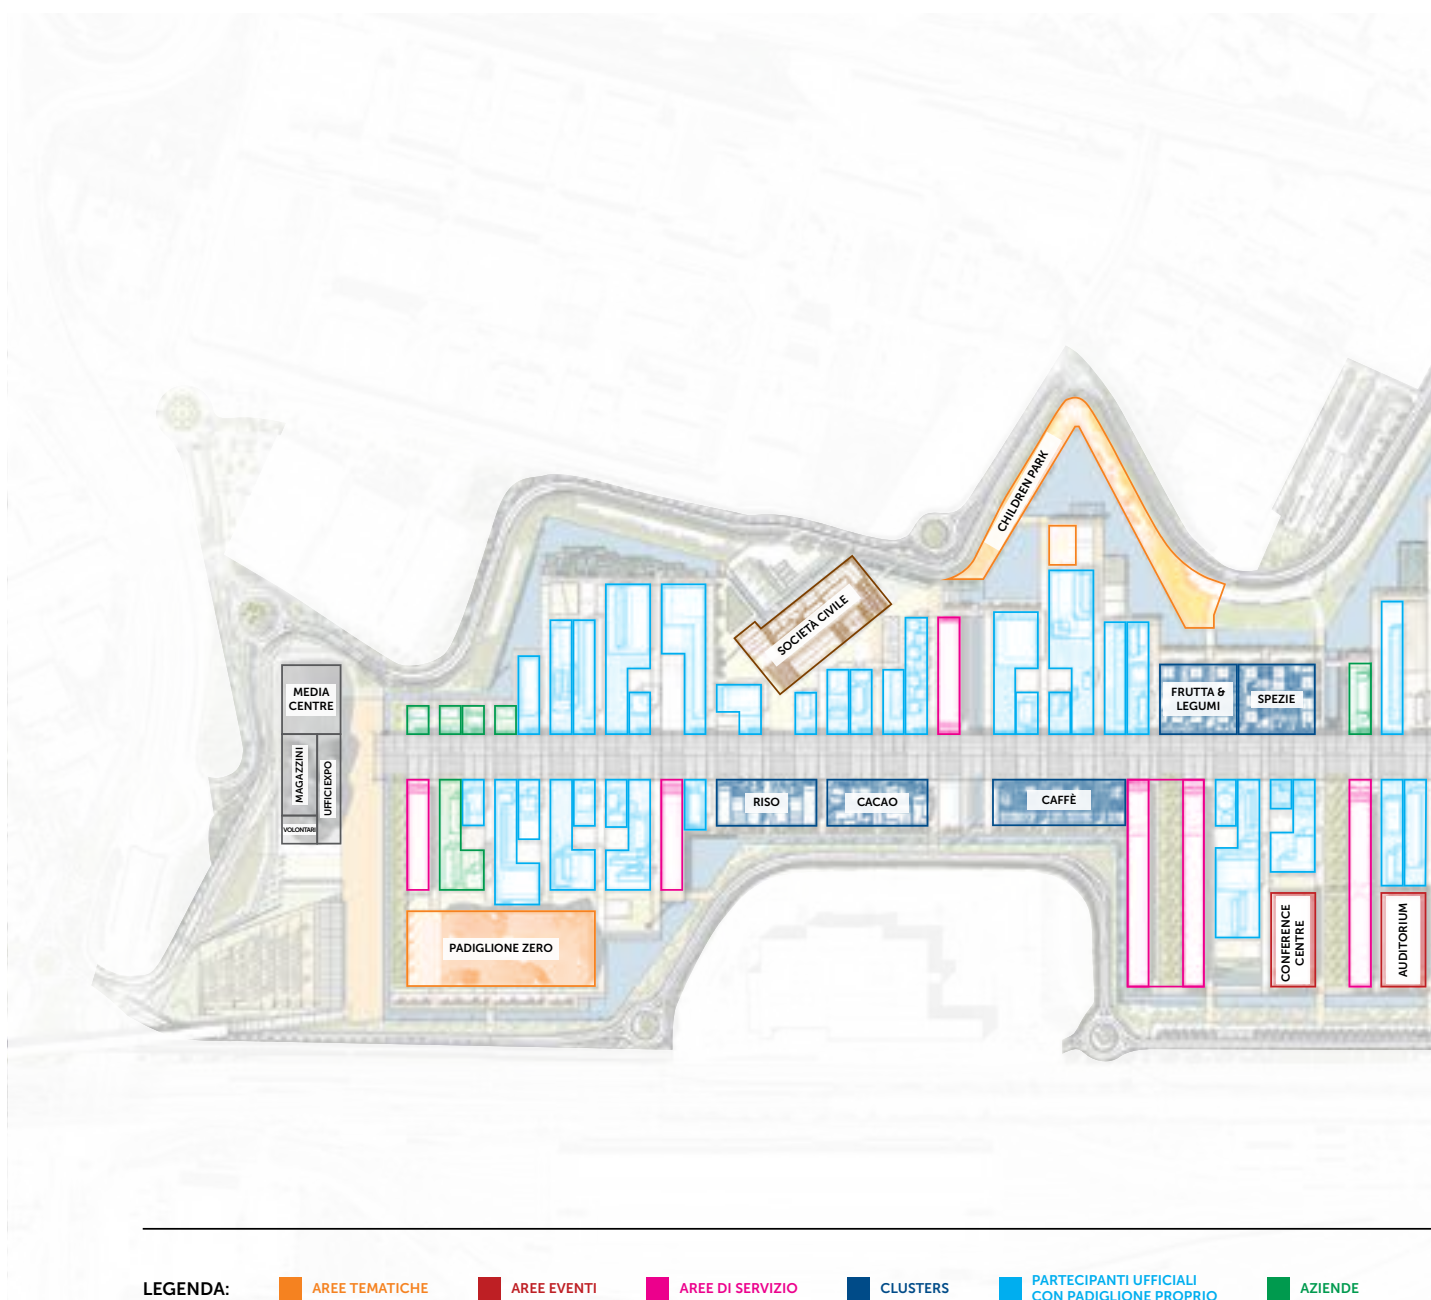 CHILDREN PARK
SOCIETÀ CIVILE
MEDIA
CENTRE
FRUTTA &
LEGUMI
SPEZIE
MAGAZZINI
UFFICI EXPO
VOLONTARI
RISO
CACAO
CAFFÈ
PADIGLIONE ZERO
CONFERENCE
CENTRE
AUDITORIUM
LEGENDA:
AREE TEMATICHE
AREE EVENTI
AREE DI SERVIZIO
CLUSTERS
PARTECIPANTI UFFICIALI
CON PADIGLIONE PROPRIO
AZIENDE